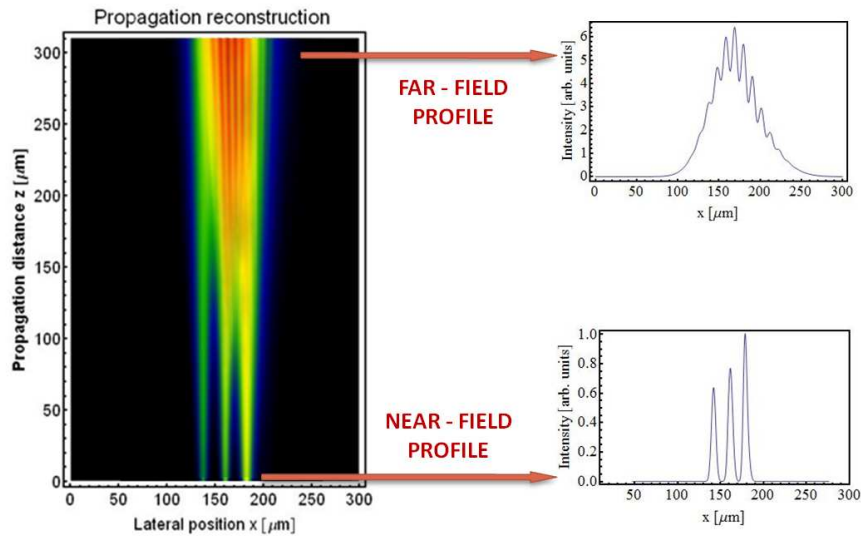 Propagation reconstruction
300
250
200
150
100
50
0
Propagation distance z [μm]
0 50 100 150 200 250 300
Lateral position x [μm]
FAR - FIELD
PROFILE
6
5
4
3
2
1
0
Intensity [arb. units]
0 50 100 150 200 250 300
x [μm]
NEAR - FIELD
PROFILE
1.0
0.8
0.6
0.4
0.2
0.0
Intensity [arb. units]
0 50 100 150 200 250 300
x [μm]